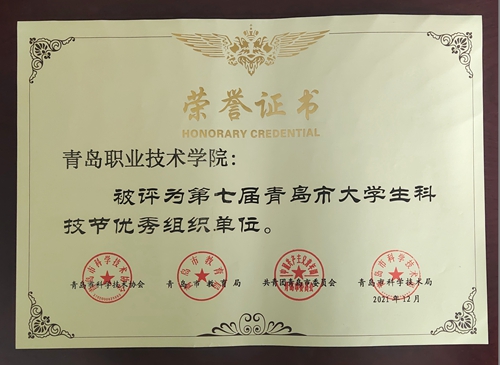 荣誉证书
HONORARY CREDENTIAL
青岛职业技术学院：
被评为第七届青岛市大学生科
技节优秀组织单位。
青岛市科学技术协会 青岛市教育局 共青团青岛市委员会 青岛市科学技术局
2021年12月